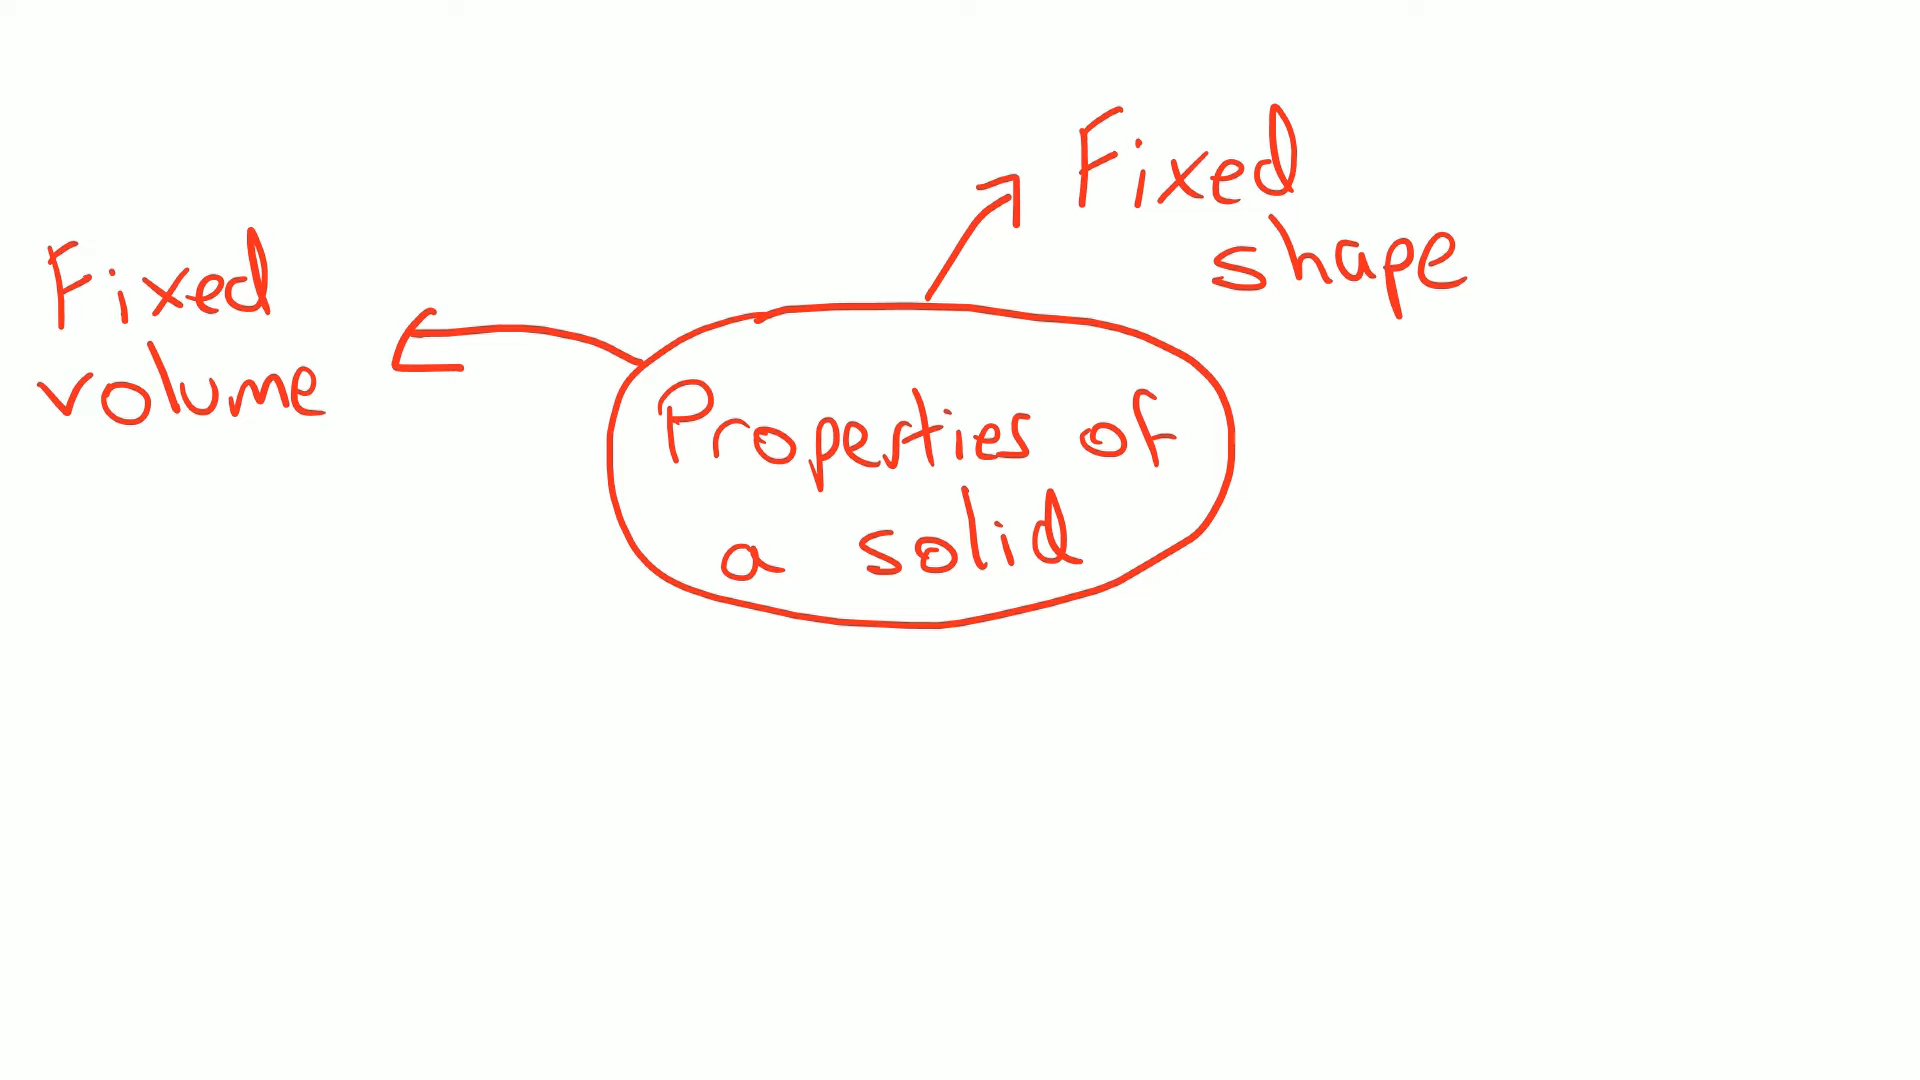 Fixed
shape
Fixed
volume
Properties of
a solid